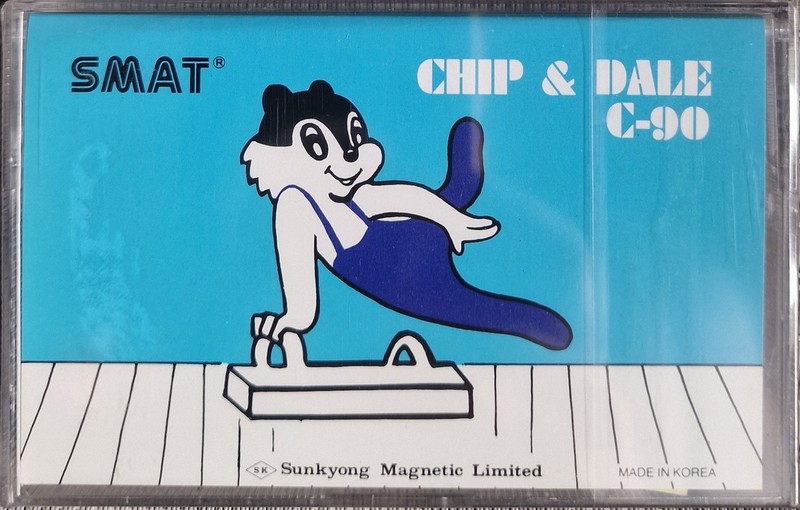 SMAT®
CHIP & DALE
C-90
SK Sunkyong Magnetic Limited
MADE IN KOREA